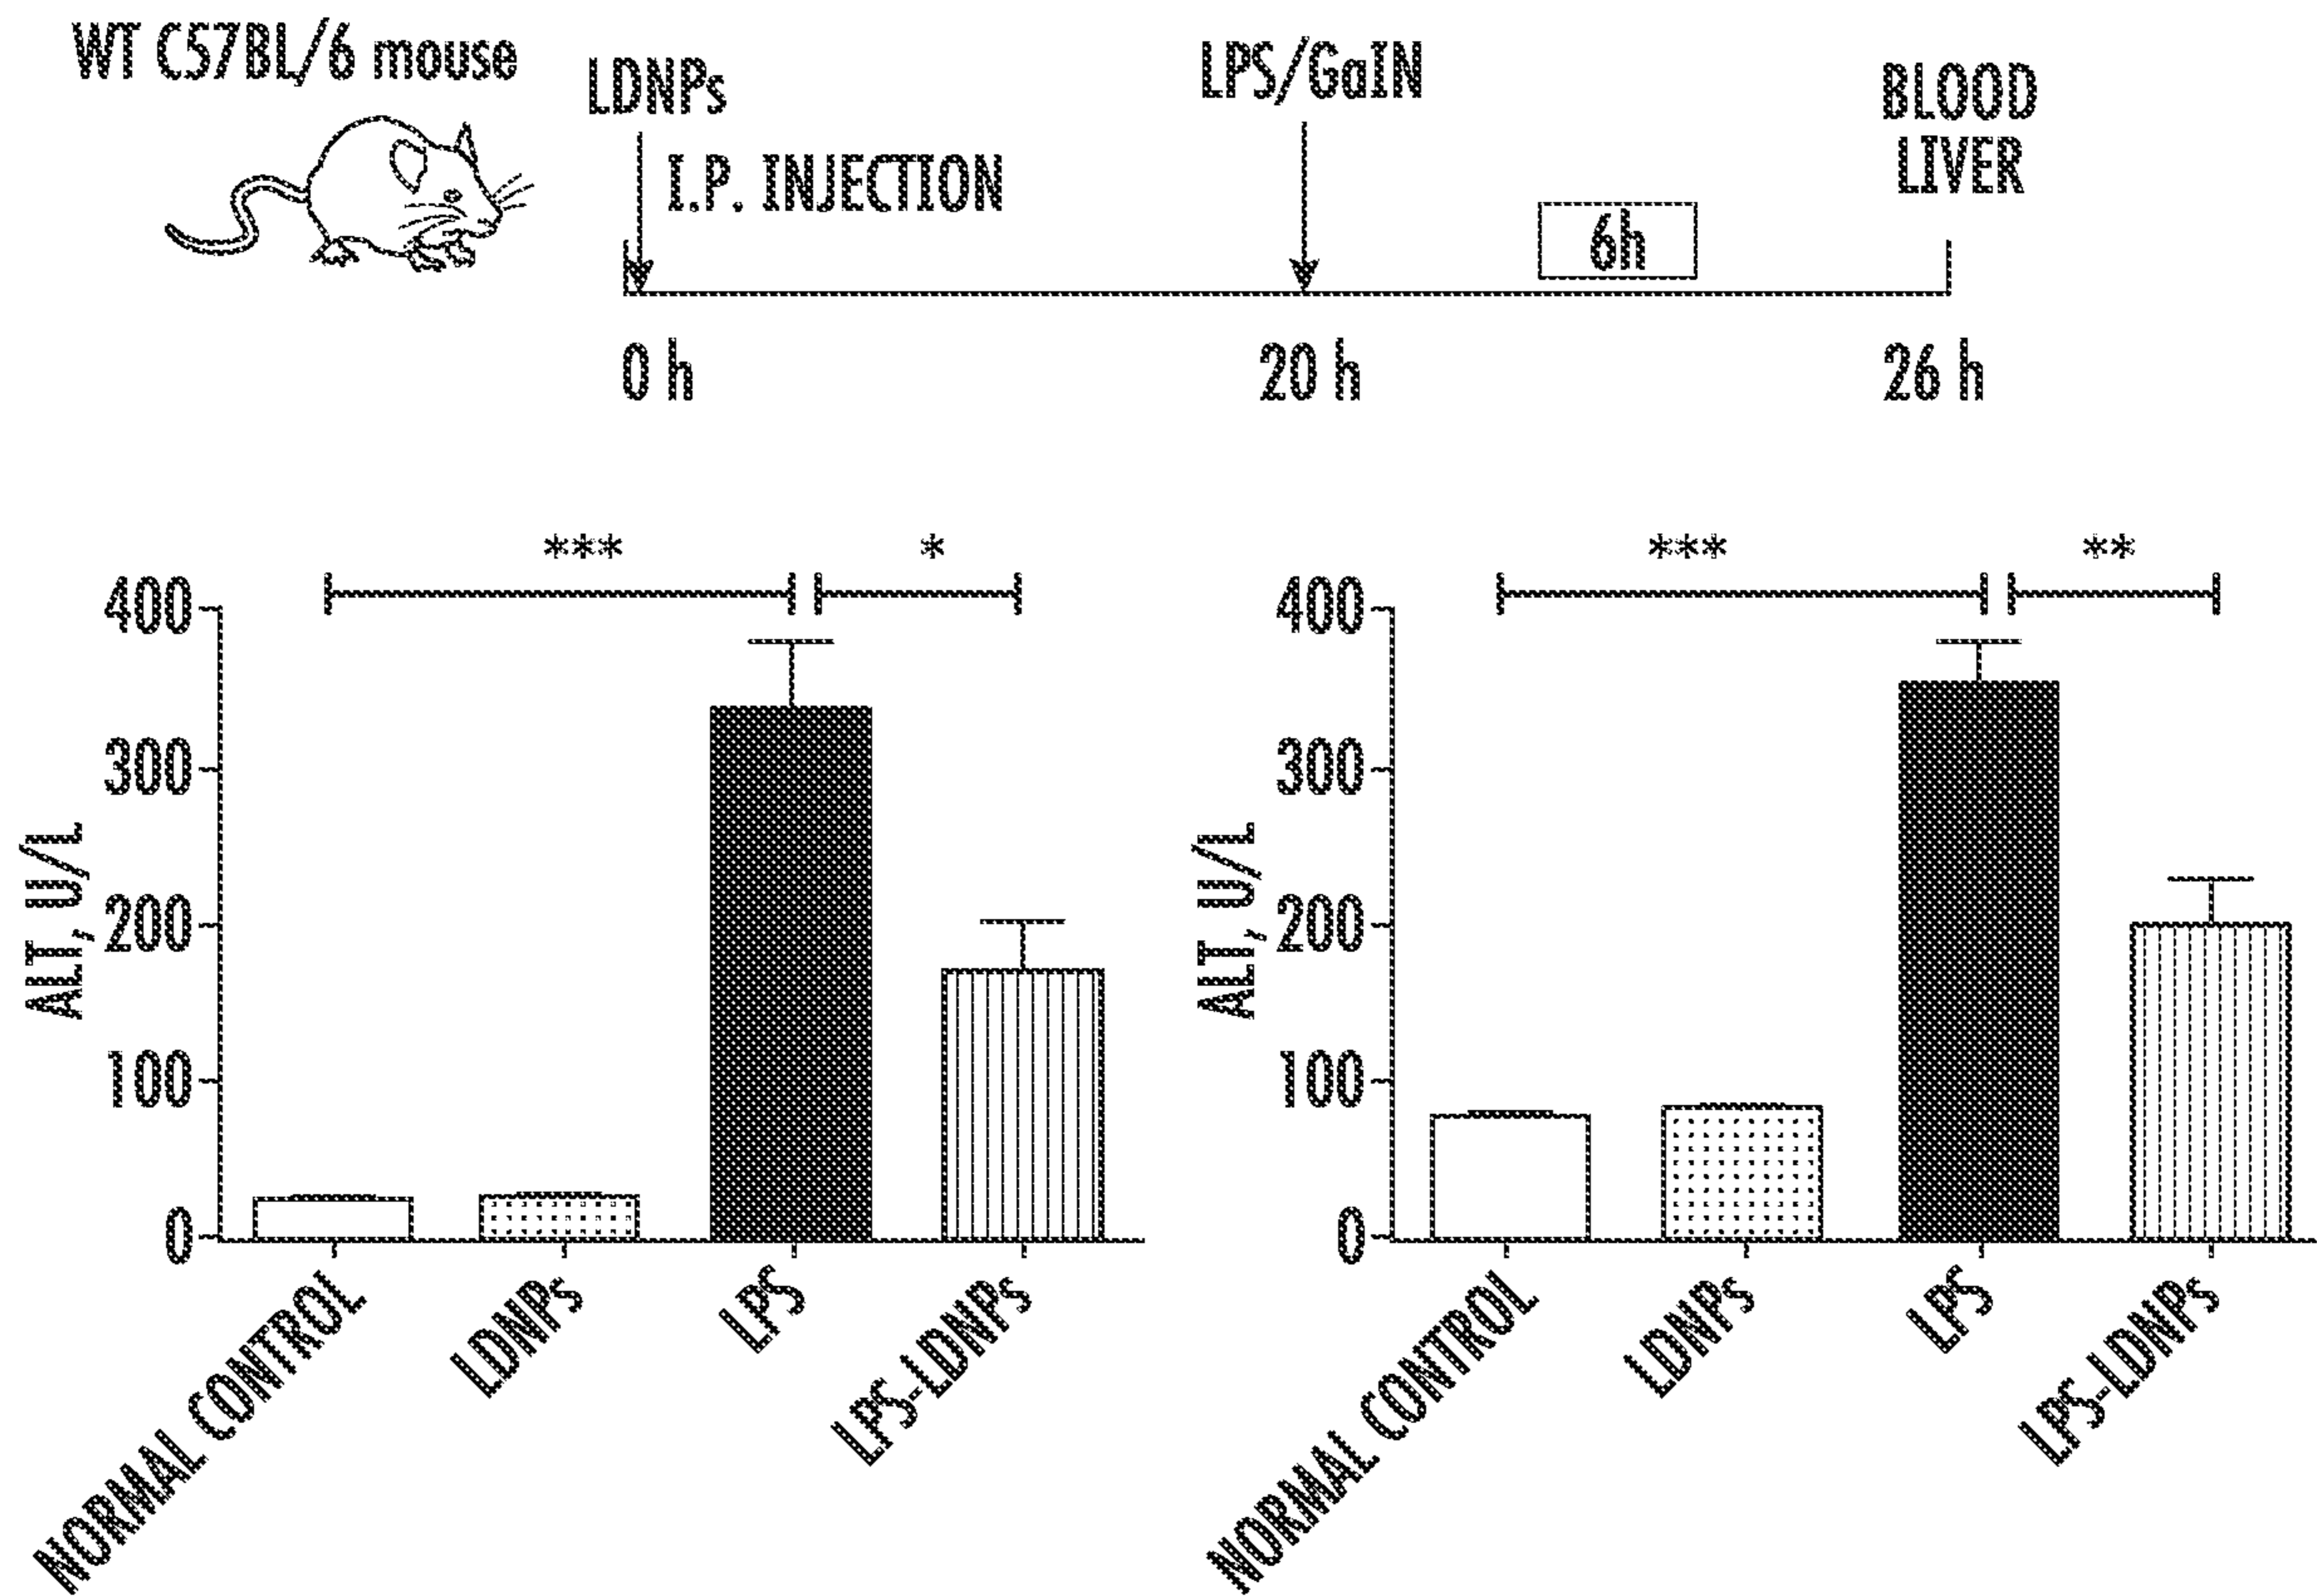 WT C57BL/6 mouse
LDNPs
I.P. INJECTION
LPS/GaIN
6h
BLOOD
LIVER
0 h
20 h
26 h
***
*
400
300
200
100
0
ALT, U/L
NORMAL CONTROL
LDNPs
LPS
LPS-LDNPs
***
**
400
300
200
100
0
ALT, U/L
NORMAL CONTROL
LDNPs
LPS
LPS-LDNPs